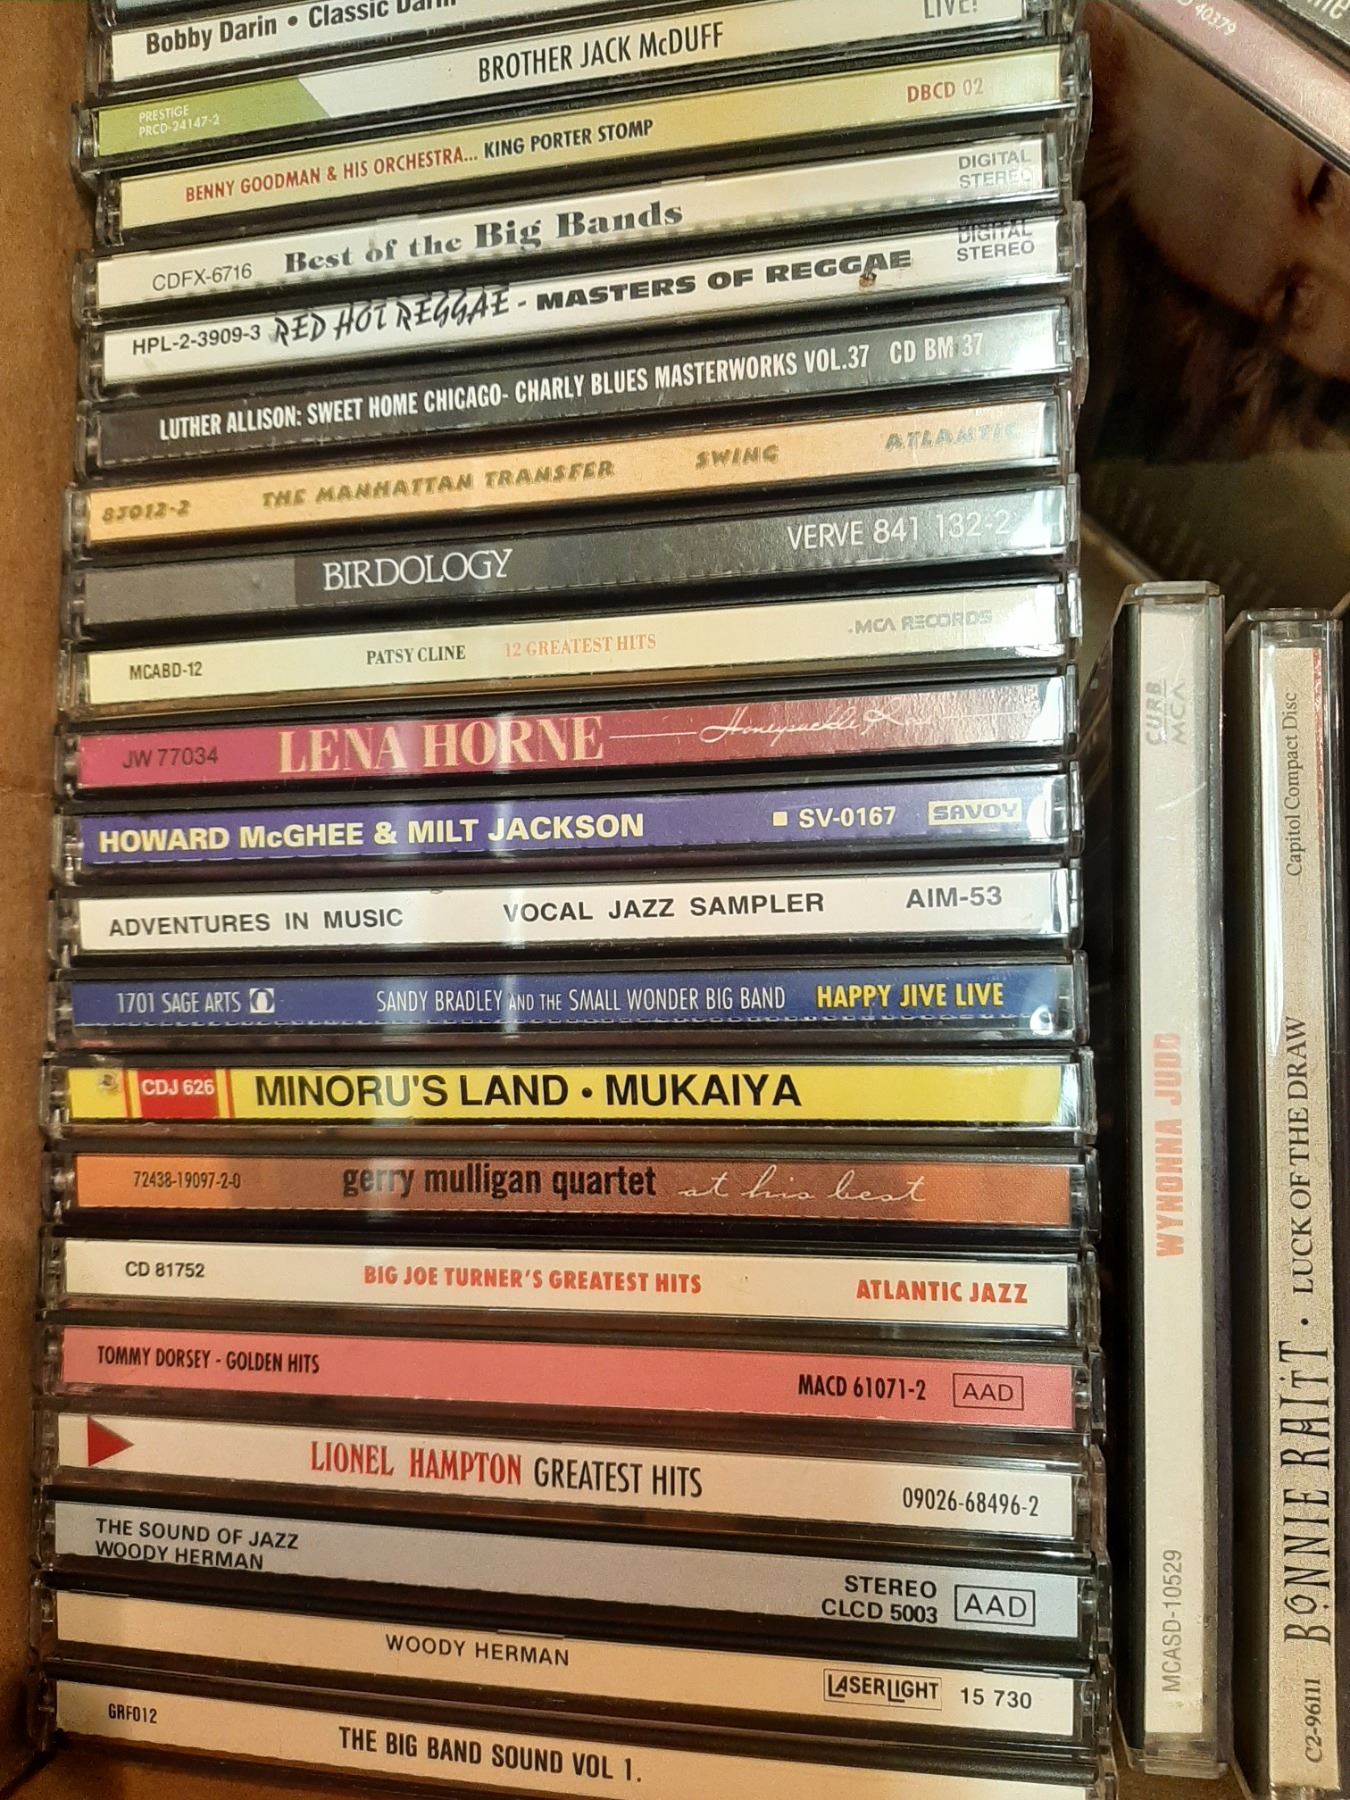 Bobby Darin • Classic Darin
BROTHER JACK McDUFF LIVE!
PRESTIGE
PRCD-24147-2
BENNY GOODMAN & HIS ORCHESTRA... KING PORTER STOMP DBCD 02
CDFX-6716 Best of the Big Bands DIGITAL
STEREO
HPL-2-3909-3 RED HOT REGGAE - MASTERS OF REGGAE DIGITAL
STEREO
LUTHER ALLISON: SWEET HOME CHICAGO- CHARLY BLUES MASTERWORKS VOL.37 CD BM 37
83012-2 THE MANHATTAN TRANSFER SWING ATLANTIC
BIRDOLOGY VERVE 841 132-2
MCABD-12 PATSY CLINE 12 GREATEST HITS .MCA RECORDS
JW 77034 LENA HORNE Honeysuckle Rose
HOWARD McGHEE & MILT JACKSON SV-0167 SAVOY
ADVENTURES IN MUSIC VOCAL JAZZ SAMPLER AIM-53
1701 SAGE ARTS SANDY BRADLEY AND THE SMALL WONDER BIG BAND HAPPY JIVE LIVE
CDJ 626 MINORU'S LAND • MUKAIYA
72438-19097-2-0 gerry mulligan quartet at his best
CD 81752 BIG JOE TURNER'S GREATEST HITS ATLANTIC JAZZ
TOMMY DORSEY - GOLDEN HITS MACD 61071-2 AAD
LIONEL HAMPTON GREATEST HITS 09026-68496-2
THE SOUND OF JAZZ
WOODY HERMAN
STEREO
CLCD 5003 AAD
WOODY HERMAN LASERLIGHT 15 730
GRF012 THE BIG BAND SOUND VOL 1.
MCASD-10529 WYNONNA JUDD CURB
MCA
C2-96111 BONNIE RAITT • LUCK OF THE DRAW Capitol Compact Disc
40379